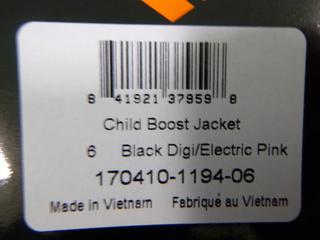 8 41921 37959 8
Child Boost Jacket
6 Black Digi/Electric Pink
170410-1194-06
Made in Vietnam Fabriqué au Vietnam